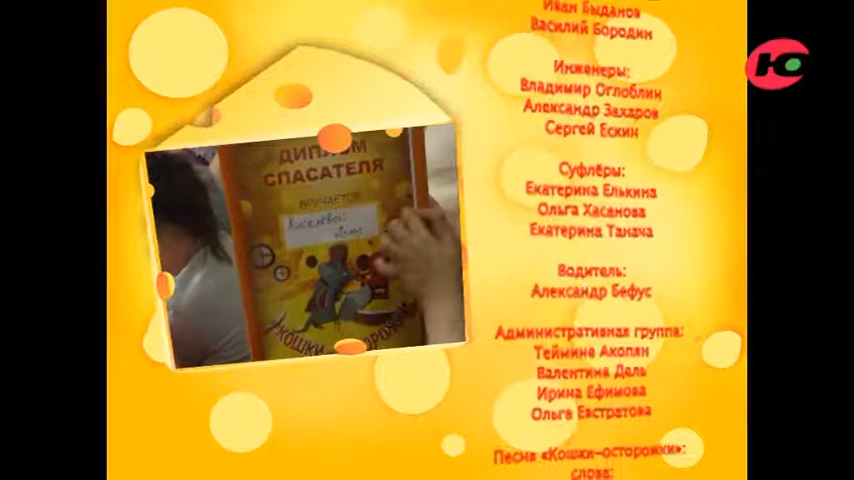 Иван Быданов
Василий Бородин
Инженеры:
Владимир Оглоблин
Александр Захаров
Сергей Ескин
Суфлёры:
Екатерина Елькина
Ольга Хасанова
Екатерина Танача
Водитель:
Александр Бефус
Административная группа:
Теймине Акопян
Валентина Дель
Ирина Ефимова
Ольга Евстратова
Песня «Кошки-осторожки»:
слова:
ДИПЛОМ
СПАСАТЕЛЯ
ВРУЧАЕТСЯ
Киселёвой
КОШКИ
Ю